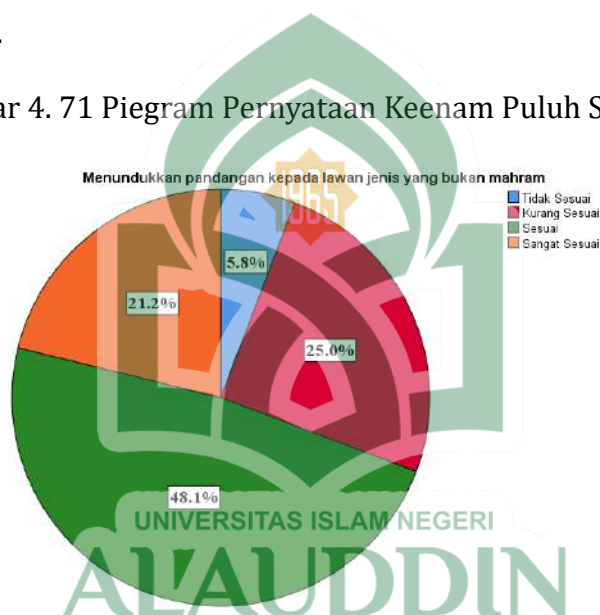 ar 4. 71 Piegram Pernyataan Keenam Puluh S
Menundukkan pandangan kepada lawan jenis yang bukan mahram
Tidak Sesuai
Kurang Sesuai
Sesuai
Sangat Sesuai
1965
5.8%
21.2%
25.0%
48.1%
UNIVERSITAS ISLAM NEGERI
ALAUDDIN